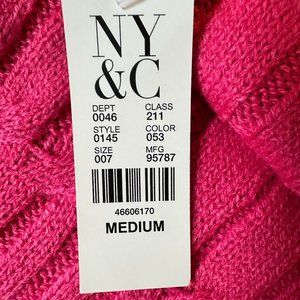 NY
&C
DEPT CLASS
0046 211
STYLE COLOR
0145 053
SIZE MFG
007 95787
46606170
MEDIUM